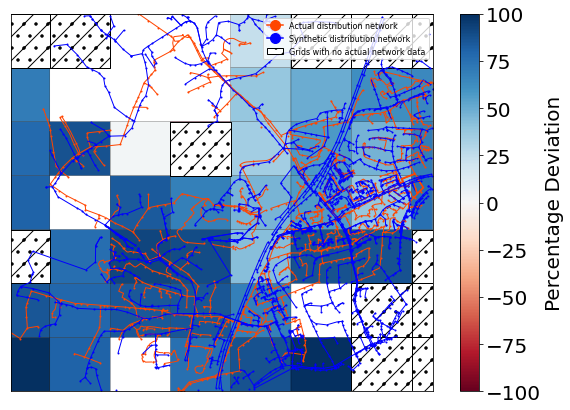 Actual distribution network
Synthetic distribution network
Grids with no actual network data
100
75
50
25
0
−25
−50
−75
−100
Percentage Deviation